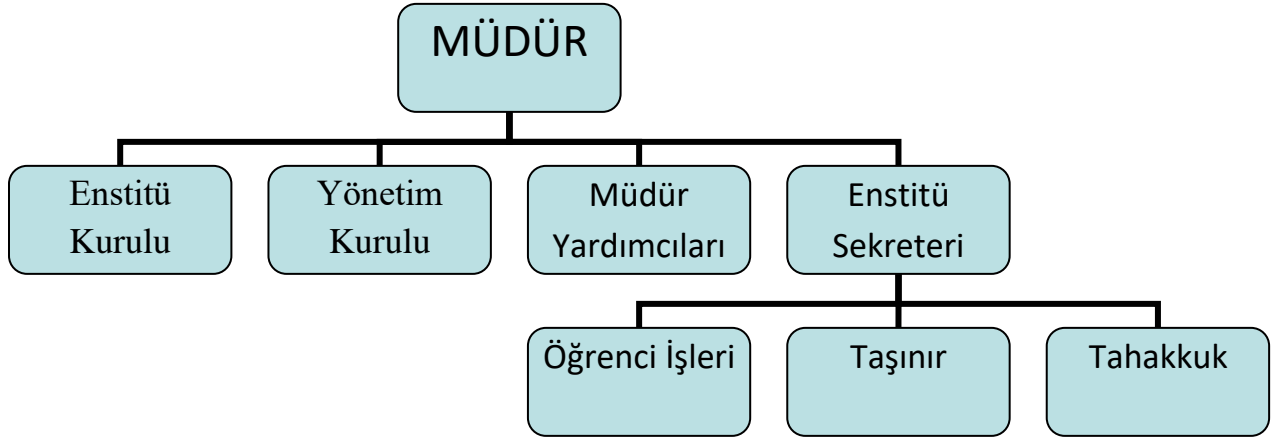 MÜDÜR
Enstitü
Kurulu
Yönetim
Kurulu
Müdür
Yardımcıları
Enstitü
Sekreteri
Öğrenci İşleri
Taşınır
Tahakkuk